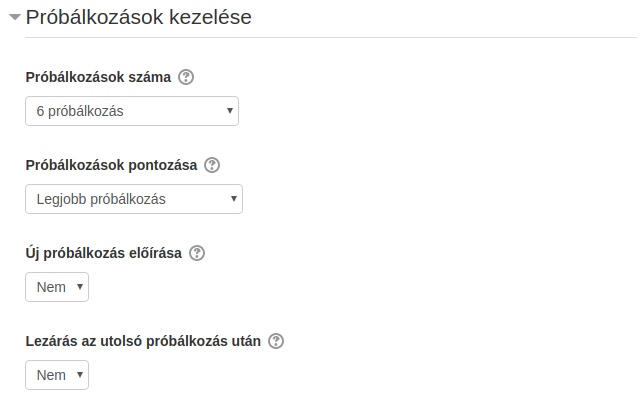 Próbálkozások kezelése
Próbálkozások száma
6 próbálkozás
Próbálkozások pontozása
Legjobb próbálkozás
Új próbálkozás előírása
Nem
Lezárás az utolsó próbálkozás után
Nem